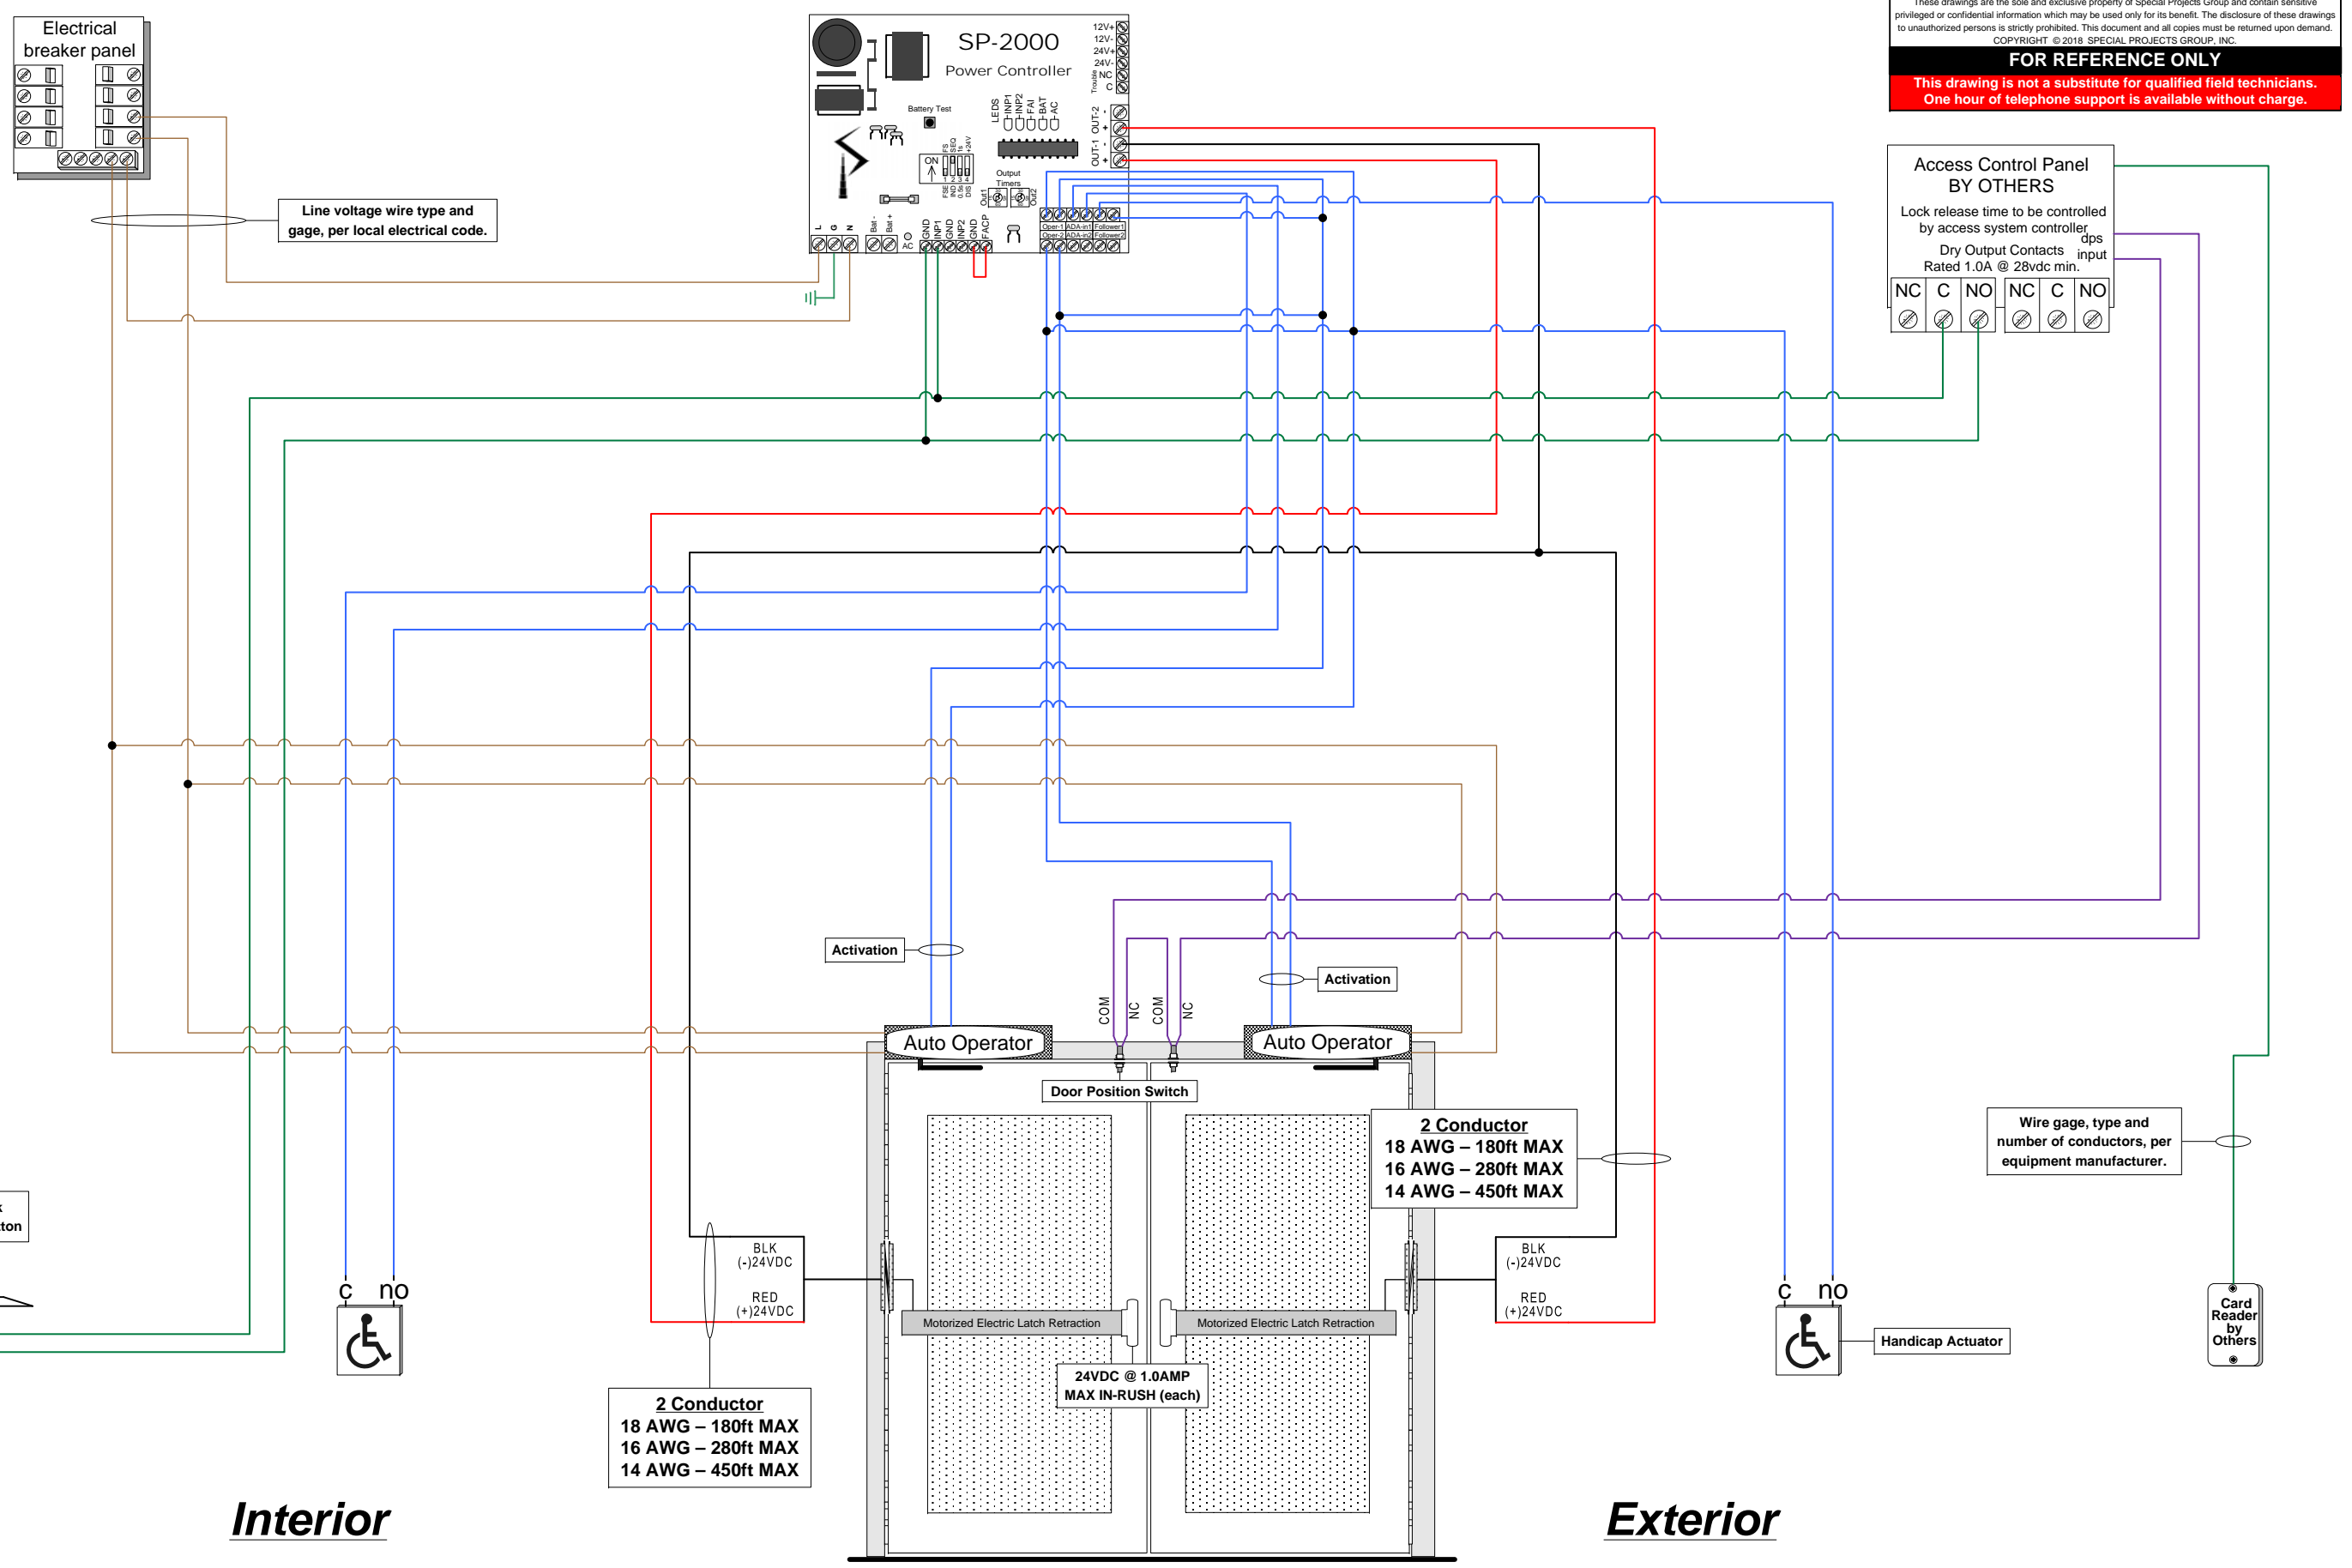 Electrical
breaker panel
Line voltage wire type and
gage, per local electrical code.
SP-2000
Power Controller
Battery Test
LEDS
INP1
INP2
FAI
BAT
AC
12V+
12V-
24V+
24V-
NC
C
Trouble
OUT-2
-
+
OUT-1
-
+
ON
FS
SEQ
1s
+24V
1 2 3 4
FSE
IND
0.5s
DIS
Output
Timers
Out1
Out2
L
G
N
Bat -
Bat +
AC
GND
INP1
GND
INP2
GND
FACP
Oper-1 ADA-in1 Follower1
Oper-2 ADA-in2 Follower2
These drawings are the sole and exclusive property of Special Projects Group and contain sensitive
privileged or confidential information which may be used only for its benefit. The disclosure of these drawings
to unauthorized persons is strictly prohibited. This document and all copies must be returned upon demand.
COPYRIGHT © 2018 SPECIAL PROJECTS GROUP, INC.
FOR REFERENCE ONLY
This drawing is not a substitute for qualified field technicians.
One hour of telephone support is available without charge.
Access Control Panel
BY OTHERS
Lock release time to be controlled
by access system controller
dps
input
Dry Output Contacts
Rated 1.0A @ 28vdc min.
NC C NO NC C NO
Activation
Activation
COM
NC
COM
NC
Auto Operator
Auto Operator
Door Position Switch
2 Conductor
18 AWG – 180ft MAX
16 AWG – 280ft MAX
14 AWG – 450ft MAX
Wire gage, type and
number of conductors, per
equipment manufacturer.
BLK
(-)24VDC
RED
(+)24VDC
BLK
(-)24VDC
RED
(+)24VDC
Motorized Electric Latch Retraction
Motorized Electric Latch Retraction
24VDC @ 1.0AMP
MAX IN-RUSH (each)
c no
c no
Handicap Actuator
Card
Reader
by
Others
2 Conductor
18 AWG – 180ft MAX
16 AWG – 280ft MAX
14 AWG – 450ft MAX
Interior
Exterior